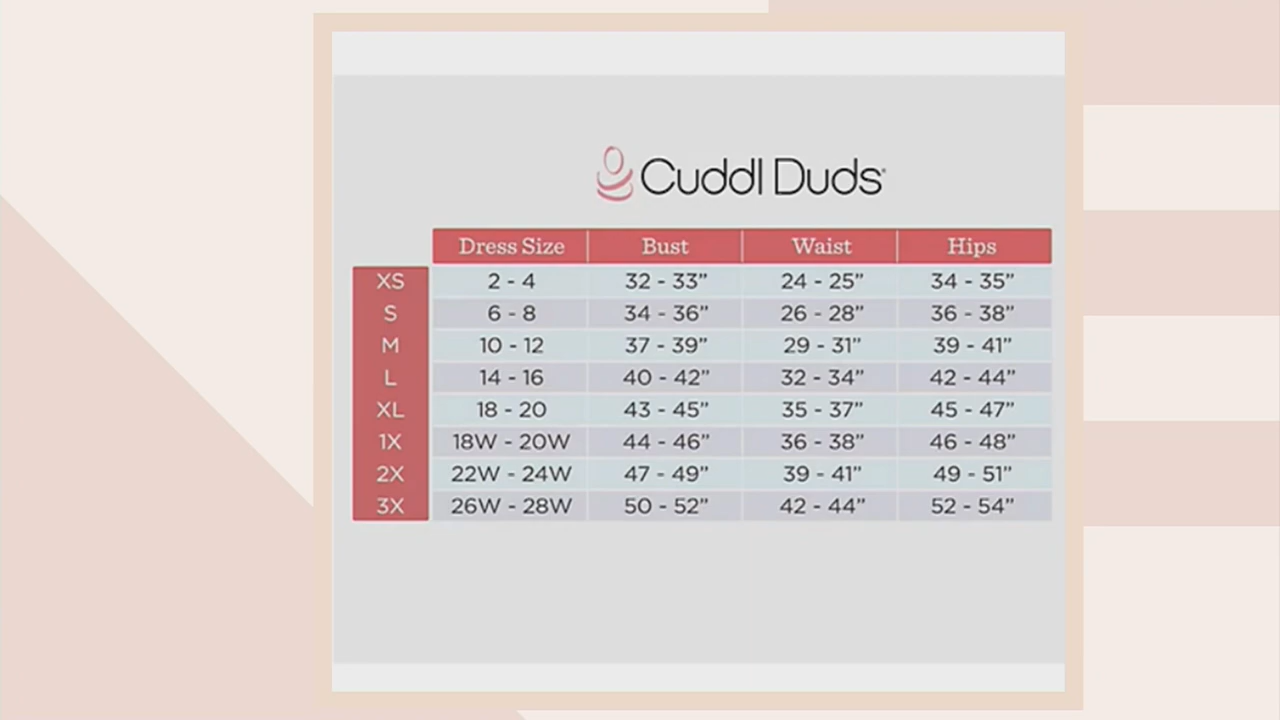 Cuddl Duds
Dress Size Bust Waist Hips
XS 2 - 4 32 - 33” 24 - 25” 34 - 35”
S 6 - 8 34 - 36” 26 - 28” 36 - 38”
M 10 - 12 37 - 39” 29 - 31” 39 - 41”
L 14 - 16 40 - 42” 32 - 34” 42 - 44”
XL 18 - 20 43 - 45” 35 - 37” 45 - 47”
1X 18W - 20W 44 - 46” 36 - 38” 46 - 48”
2X 22W - 24W 47 - 49” 39 - 41” 49 - 51”
3X 26W - 28W 50 - 52” 42 - 44” 52 - 54”